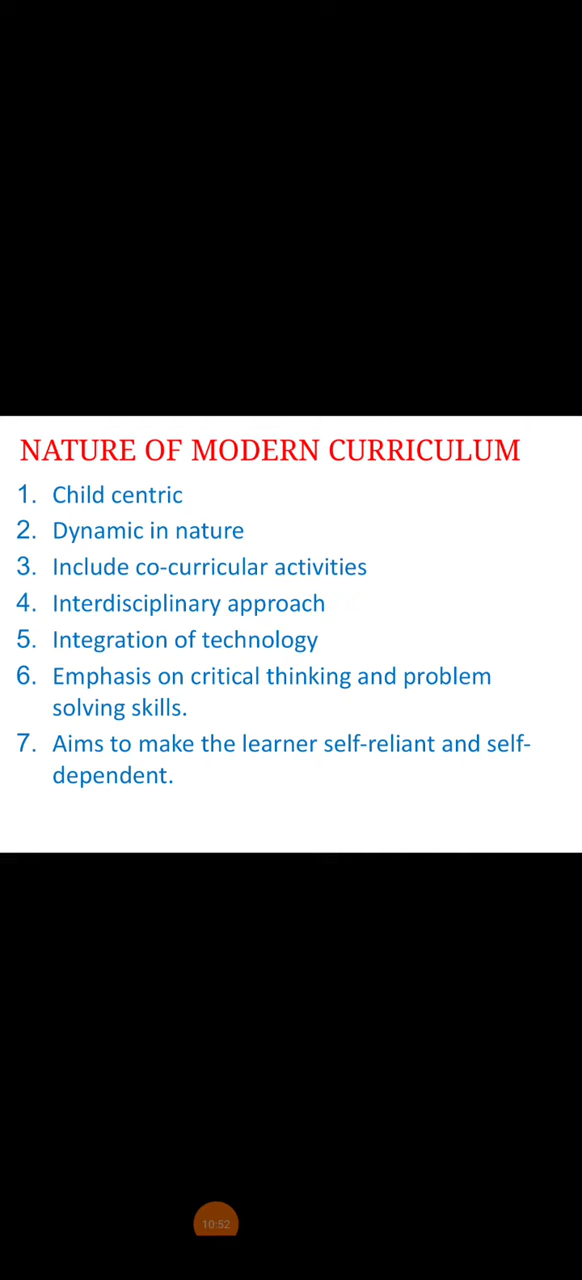 NATURE OF MODERN CURRICULUM
1. Child centric
2. Dynamic in nature
3. Include co-curricular activities
4. Interdisciplinary approach
5. Integration of technology
6. Emphasis on critical thinking and problem
solving skills.
7. Aims to make the learner self-reliant and self-
dependent.
10:52